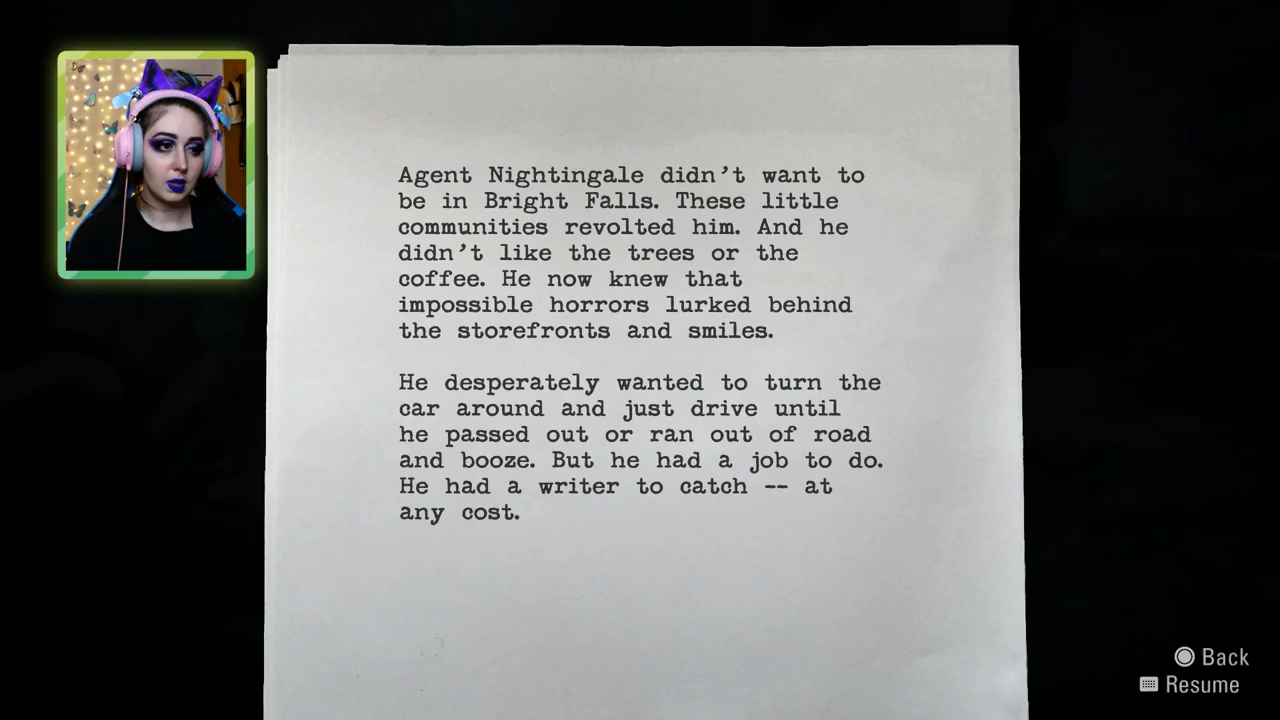 Agent Nightingale didn’t want to
be in Bright Falls. These little
communities revolted him. And he
didn’t like the trees or the
coffee. He now knew that
impossible horrors lurked behind
the storefronts and smiles.
He desperately wanted to turn the
car around and just drive until
he passed out or ran out of road
and booze. But he had a job to do.
He had a writer to catch -- at
any cost.
Back
Resume